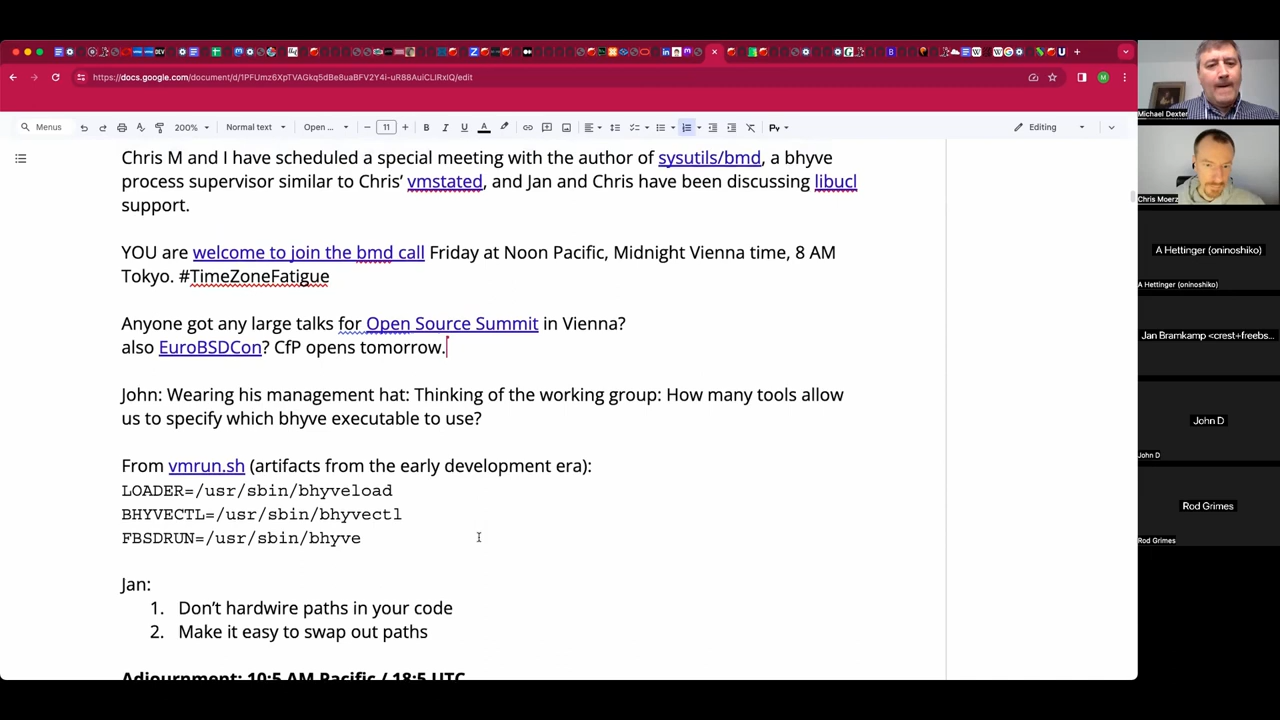 https://docs.google.com/document/d/1PFUmz6XpTVAGkq5dBe8uaBFV2Y4i-uR88AuiCLlRxIQ/edit
M
Menus
200%
Normal text
Open ...
11
Editing
Chris M and I have scheduled a special meeting with the author of sysutils/bmd, a bhyve
process supervisor similar to Chris’ vmstated, and Jan and Chris have been discussing libucl
support.
YOU are welcome to join the bmd call Friday at Noon Pacific, Midnight Vienna time, 8 AM
Tokyo. #TimeZoneFatigue
Anyone got any large talks for Open Source Summit in Vienna?
also EuroBSDCon? CfP opens tomorrow.
John: Wearing his management hat: Thinking of the working group: How many tools allow
us to specify which bhyve executable to use?
From vmrun.sh (artifacts from the early development era):
LOADER=/usr/sbin/bhyveload
BHYVECTL=/usr/sbin/bhyvectl
FBSDRUN=/usr/sbin/bhyve
Jan:
1. Don’t hardwire paths in your code
2. Make it easy to swap out paths
Adjournment: 10:5 AM Pacific / 18:5 UTC
Michael Dexter
Chris Moerz
A Hettinger (oninoshiko)
A Hettinger (oninoshiko)
Jan Bramkamp <crest+freebs...
John D
John D
Rod Grimes
Rod Grimes